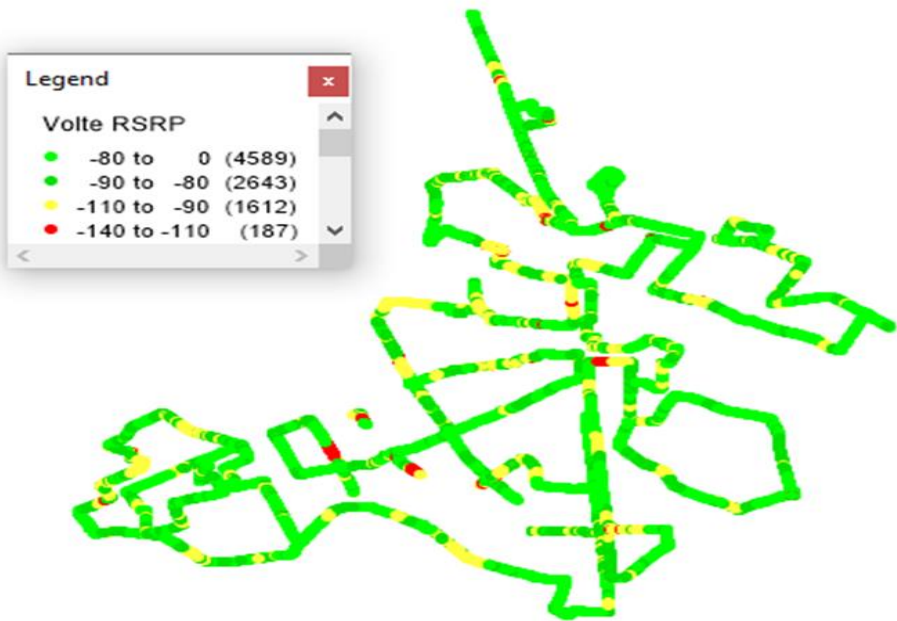 Legend
x
Volte RSRP
-80 to 0 (4589)
-90 to -80 (2643)
-110 to -90 (1612)
-140 to -110 (187)